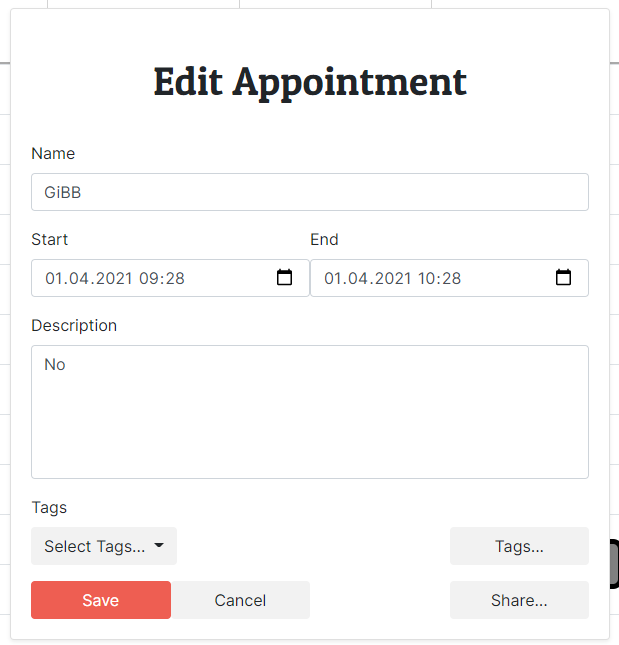 Edit Appointment
Name
GiBB
Start End
01.04.2021 09:28 01.04.2021 10:28
Description
No
Tags
Select Tags... Tags...
Save Cancel Share...